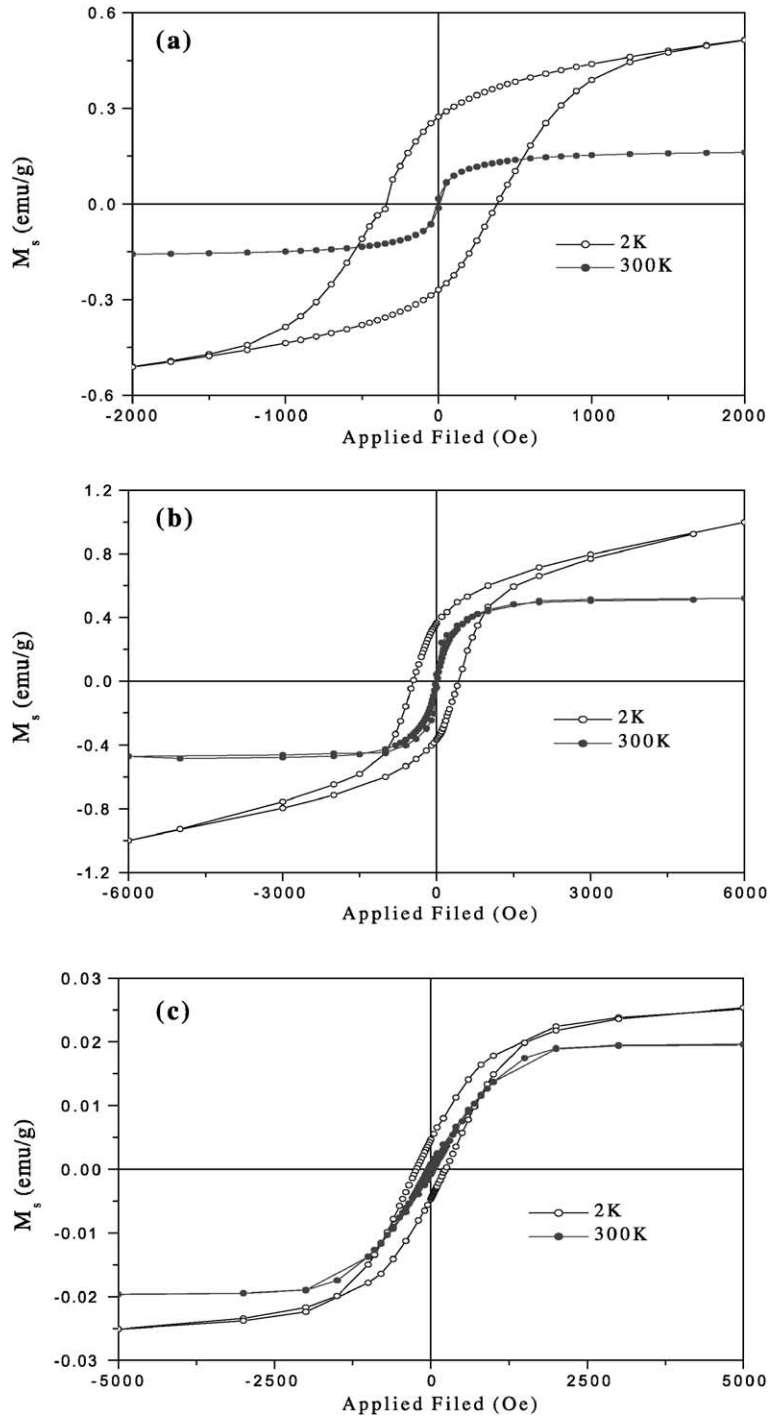 (a)
M_s (emu/g)
0.6
0.3
0.0
-0.3
-0.6
2K
300K
-2000 -1000 0 1000 2000
Applied Filed (Oe)
(b)
M_s (emu/g)
1.2
0.8
0.4
0.0
-0.4
-0.8
-1.2
2K
300K
-6000 -3000 0 3000 6000
Applied Filed (Oe)
(c)
M_s (emu/g)
0.03
0.02
0.01
0.00
-0.01
-0.02
-0.03
2K
300K
-5000 -2500 0 2500 5000
Applied Filed (Oe)